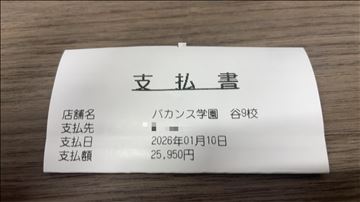 支払書
店舗名 バカンス学園 谷9校
支払先
支払日 2026年01月10日
支払額 25,950円